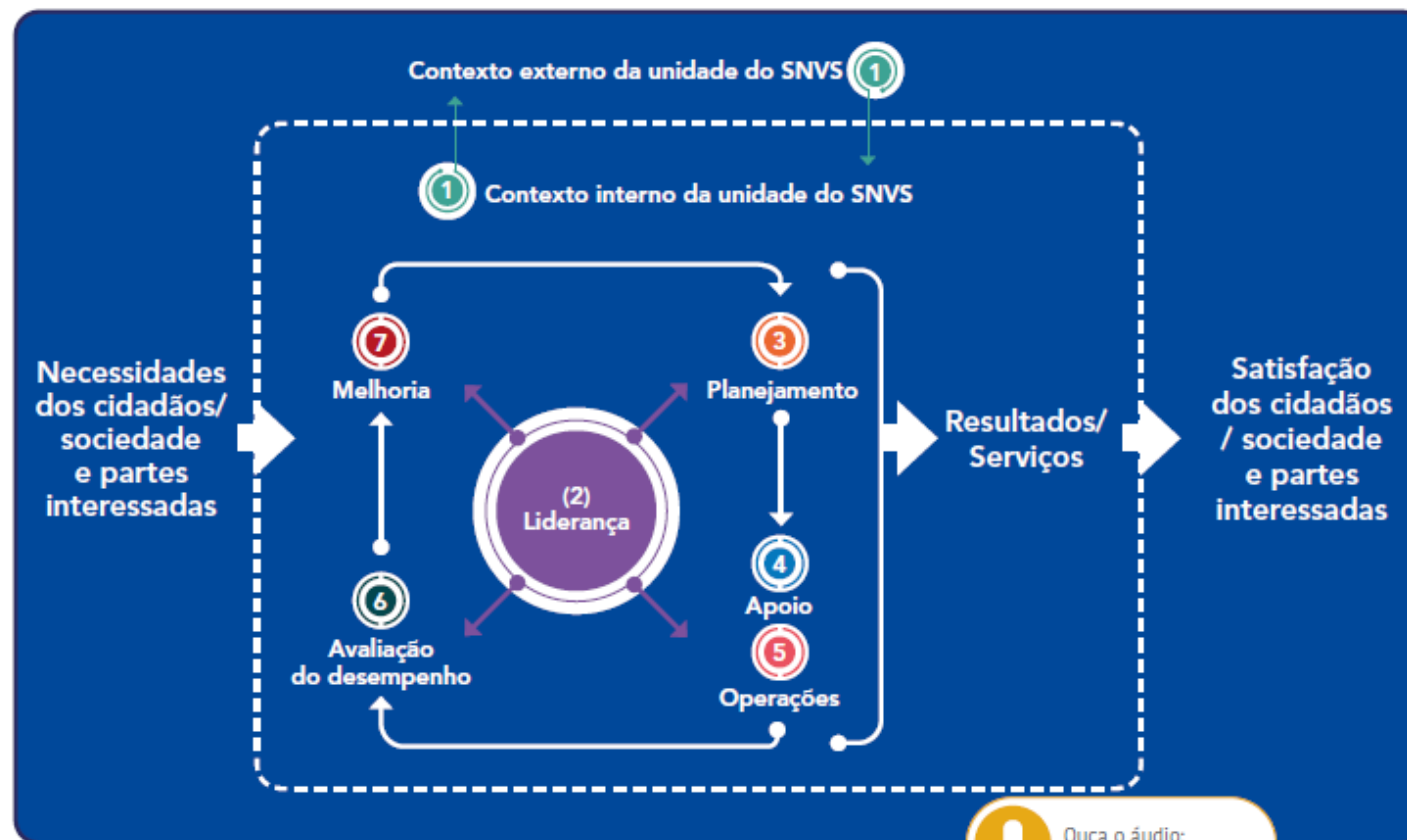 Contexto externo da unidade do SNVS 1
1 Contexto interno da unidade do SNVS
Necessidades
dos cidadãos/
sociedade
e partes
interessadas
7
Melhoria
3
Planejamento
(2)
Liderança
6
Avaliação
do desempenho
4
Apoio
5
Operações
Resultados/
Serviços
Satisfação
dos cidadãos
/ sociedade
e partes
interessadas
Ouça o áudio: